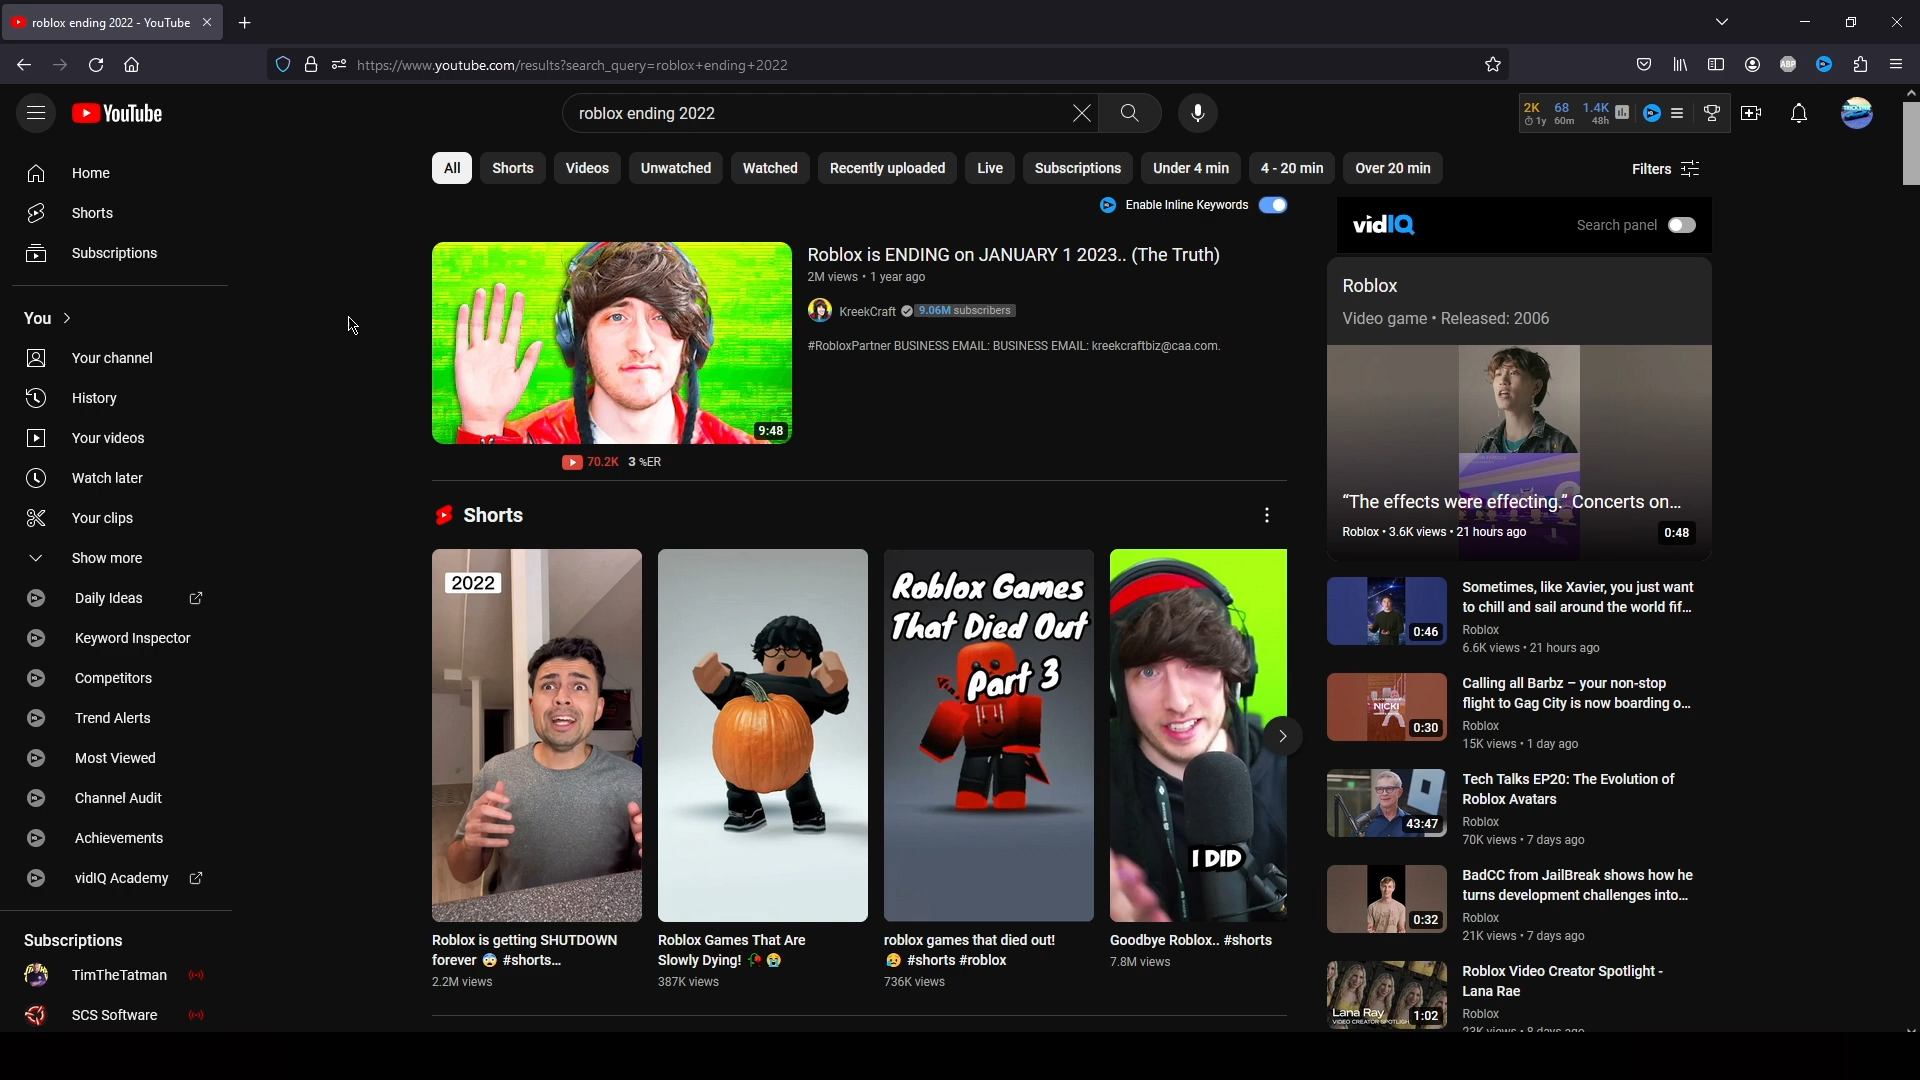 roblox ending 2022 - YouTube
https://www.youtube.com/results?search_query=roblox+ending+2022
ABP
YouTube
roblox ending 2022
2K 68 1.4K
1y 60m 48h
Home
Shorts
Subscriptions
You
Your channel
History
Your videos
Watch later
Your clips
Show more
Daily Ideas
Keyword Inspector
Competitors
Trend Alerts
Most Viewed
Channel Audit
Achievements
vidIQ Academy
Subscriptions
TimTheTatman
SCS Software
All Shorts Videos Unwatched Watched Recently uploaded Live Subscriptions Under 4 min 4 - 20 min Over 20 min
Filters
Enable Inline Keywords
9:48
70.2K 3 %ER
Roblox is ENDING on JANUARY 1 2023.. (The Truth)
2M views • 1 year ago
KreekCraft 9.06M subscribers
#RobloxPartner BUSINESS EMAIL: BUSINESS EMAIL: kreekcraftbiz@caa.com.
Shorts
2022
Roblox is getting SHUTDOWN
forever 😨 #shorts...
2.2M views
Roblox Games That Are
Slowly Dying! 🥀 😭
387K views
Roblox Games
That Died Out
Part 3
roblox games that died out!
😥 #shorts #roblox
736K views
I DID
Goodbye Roblox.. #shorts
7.8M views
vidIQ
Search panel
Roblox
Video game • Released: 2006
“The effects were effecting.” Concerts on...
Roblox • 3.6K views • 21 hours ago
0:48
0:46
Sometimes, like Xavier, you just want
to chill and sail around the world fif...
Roblox
6.6K views • 21 hours ago
NICKI
0:30
Calling all Barbz – your non-stop
flight to Gag City is now boarding o...
Roblox
15K views • 1 day ago
43:47
Tech Talks EP20: The Evolution of
Roblox Avatars
Roblox
70K views • 7 days ago
0:32
BadCC from JailBreak shows how he
turns development challenges into...
Roblox
21K views • 7 days ago
Lana Ray
VIDEO CREATOR SPOTLIGH
1:02
Roblox Video Creator Spotlight -
Lana Rae
Roblox
23K views • 8 days ago